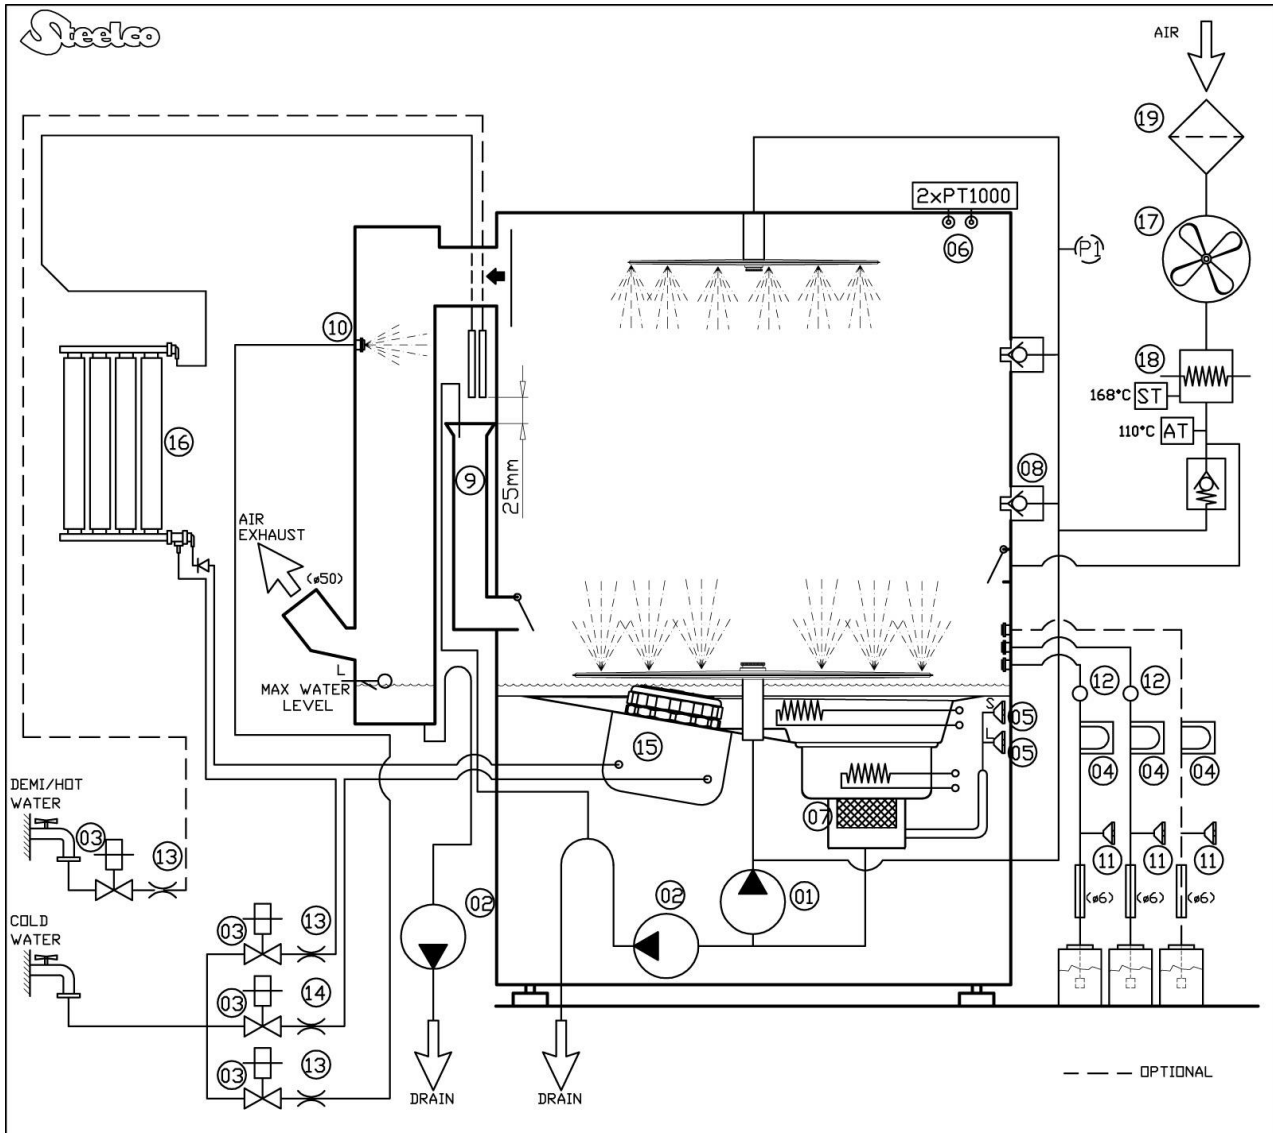 Steelco
AIR
19
2xPT1000
17
06
P1
10
18
168°C ST
16
110°C AT
9
08
25mm
AIR
EXHAUST
(ø50)
L
MAX WATER
LEVEL
12
12
S
05
15
L
05
04
04
04
DEMI/HOT
WATER
03
07
13
11
11
11
02
02
01
(ø6)
(ø6)
(ø6)
COLD
WATER
03
13
03
14
03
13
DRAIN
DRAIN
OPTIONAL